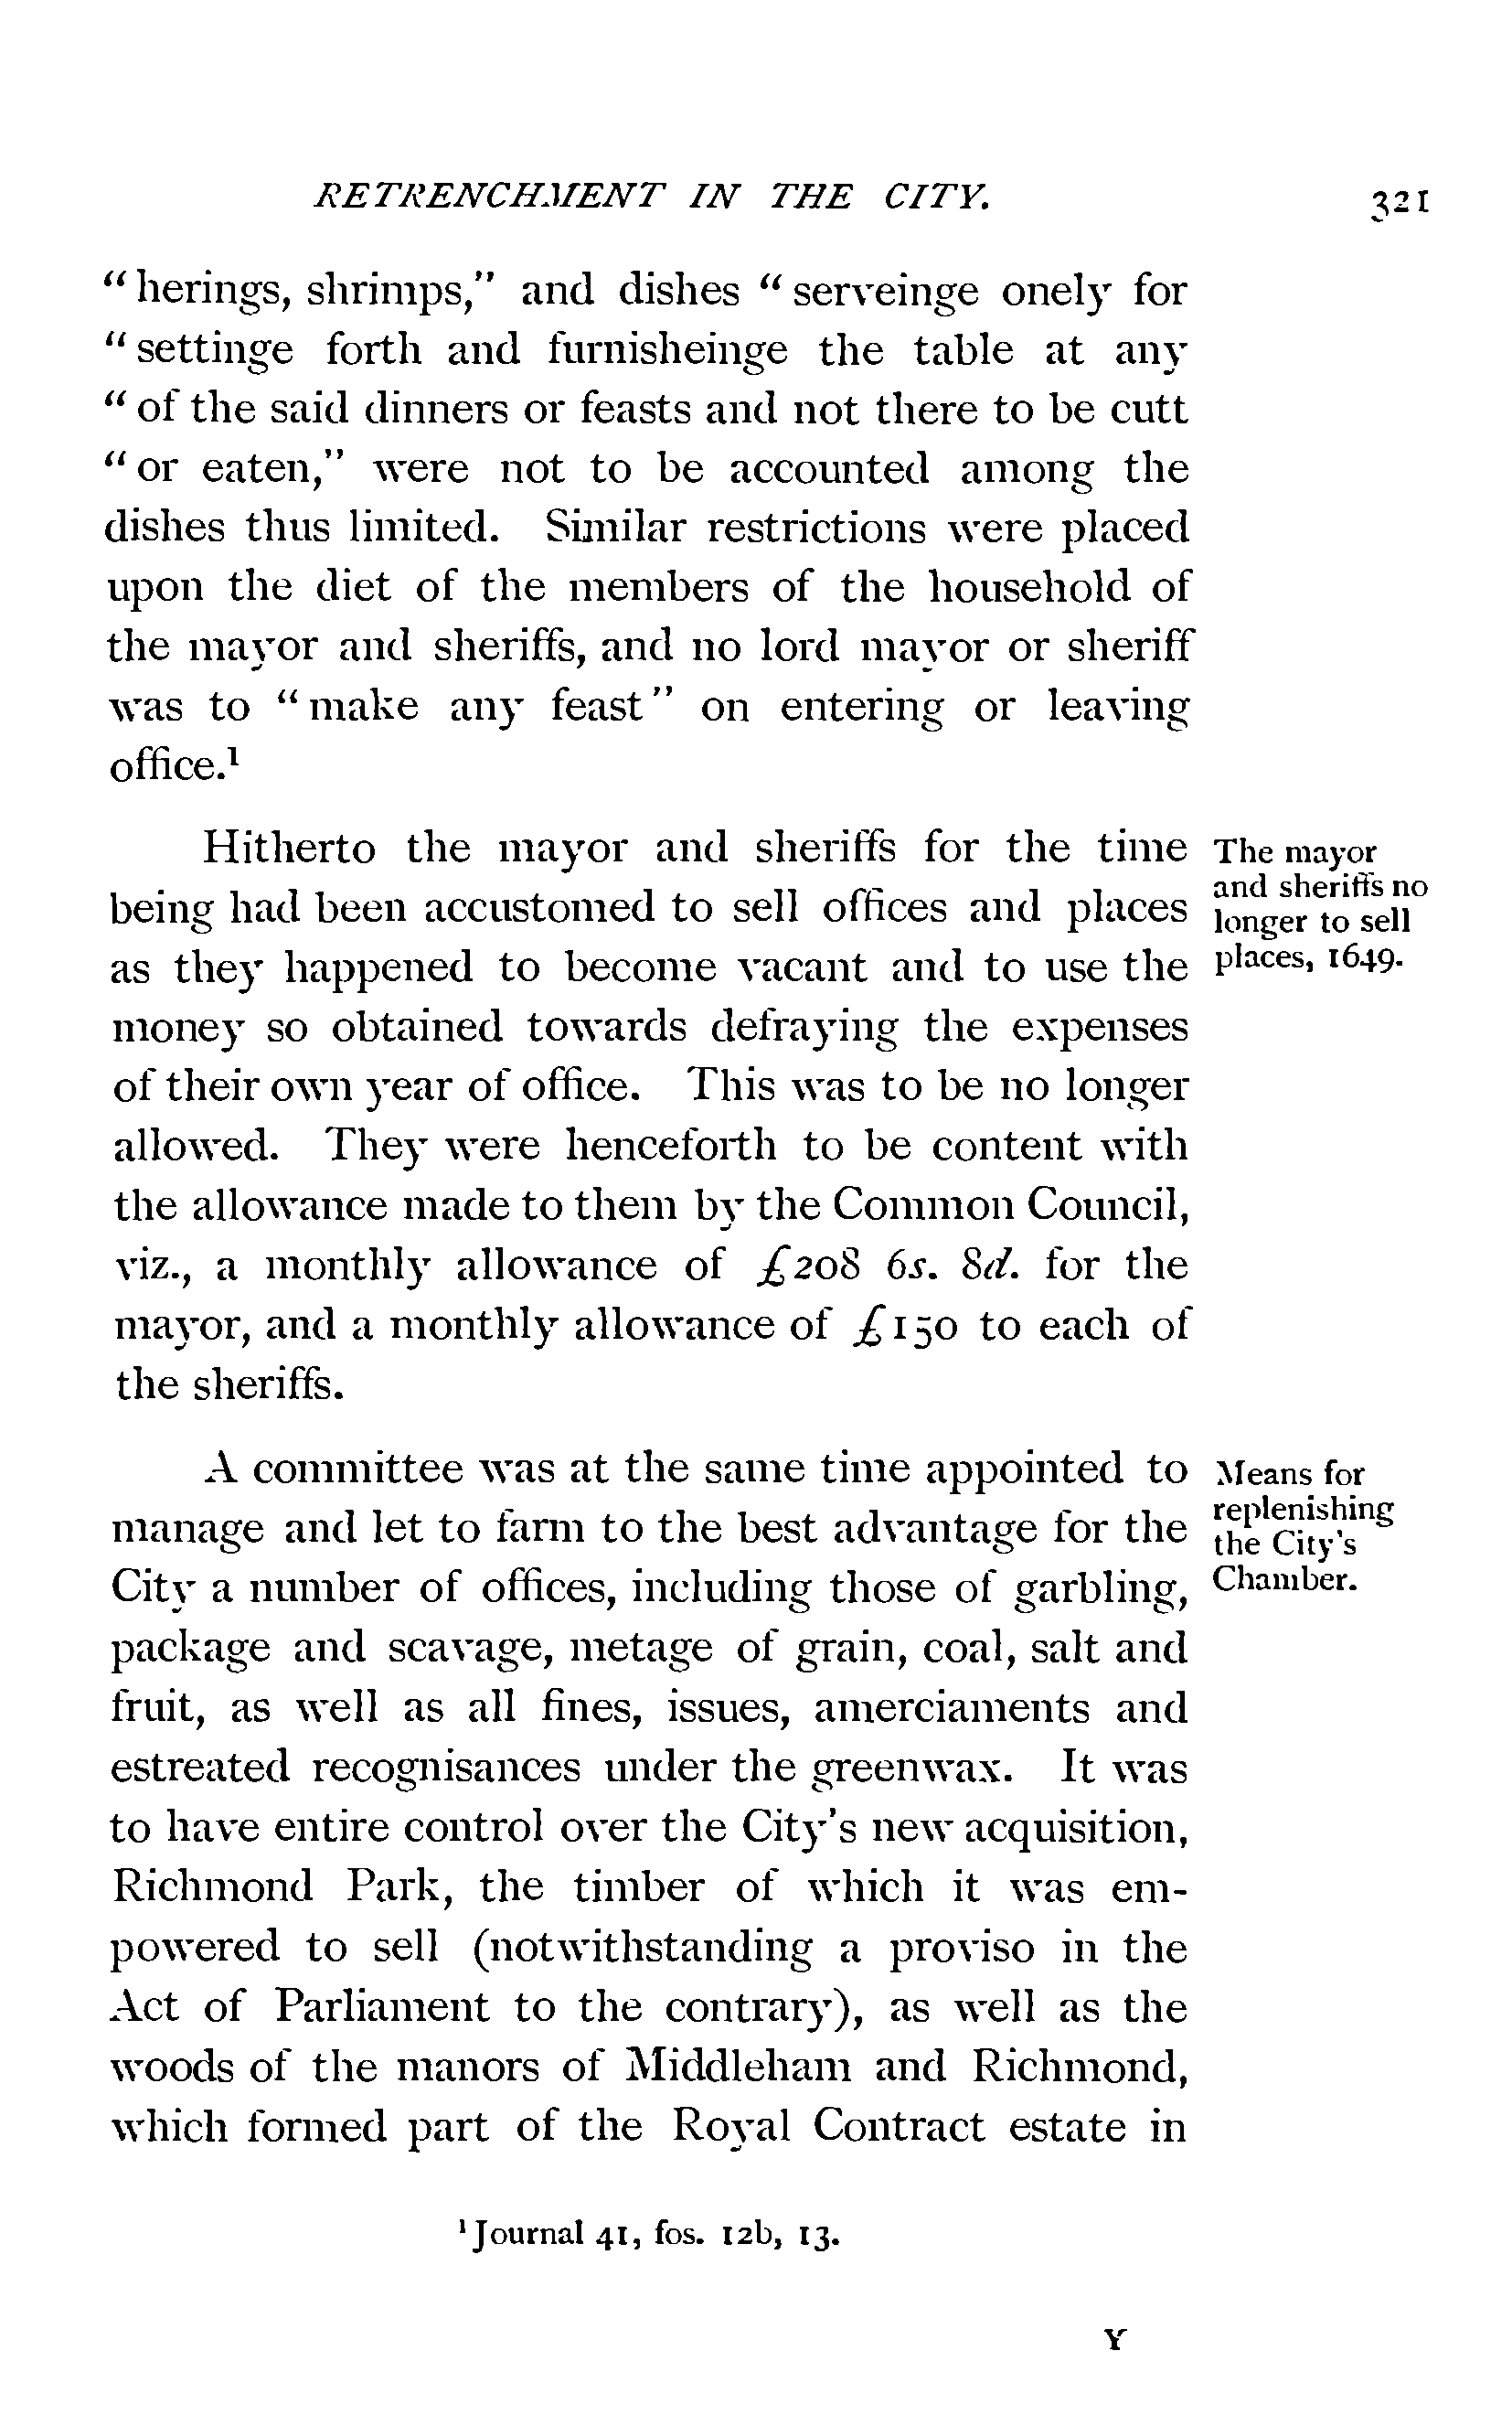 RETRENCHMENT IN THE CITY. 321
“herings, shrimps,” and dishes “serveinge onely for
“settinge forth and furnisheinge the table at any
“of the said dinners or feasts and not there to be cutt
“or eaten,” were not to be accounted among the
dishes thus limited. Similar restrictions were placed
upon the diet of the members of the household of
the mayor and sheriffs, and no lord mayor or sheriff
was to “make any feast” on entering or leaving
office.¹
Hitherto the mayor and sheriffs for the time
being had been accustomed to sell offices and places
as they happened to become vacant and to use the
money so obtained towards defraying the expenses
of their own year of office. This was to be no longer
allowed. They were henceforth to be content with
the allowance made to them by the Common Council,
viz., a monthly allowance of £208 6s. 8d. for the
mayor, and a monthly allowance of £150 to each of
the sheriffs.
The mayor
and sheriffs no
longer to sell
places, 1649.
A committee was at the same time appointed to
manage and let to farm to the best advantage for the
City a number of offices, including those of garbling,
package and scavage, metage of grain, coal, salt and
fruit, as well as all fines, issues, amerciaments and
estreated recognisances under the greenwax. It was
to have entire control over the City’s new acquisition,
Richmond Park, the timber of which it was em-
powered to sell (notwithstanding a proviso in the
Act of Parliament to the contrary), as well as the
woods of the manors of Middleham and Richmond,
which formed part of the Royal Contract estate in
Means for
replenishing
the City’s
Chamber.
¹ Journal 41, fos. 12b, 13.
Y